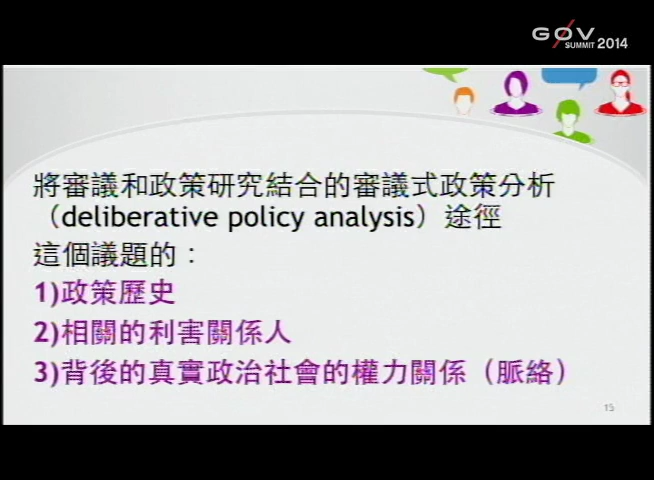 GOV
SUMMIT 2014
將審議和政策研究結合的審議式政策分析
（deliberative policy analysis）途徑
這個議題的：
1)政策歷史
2)相關的利害關係人
3)背後的真實政治社會的權力關係（脈絡）
15